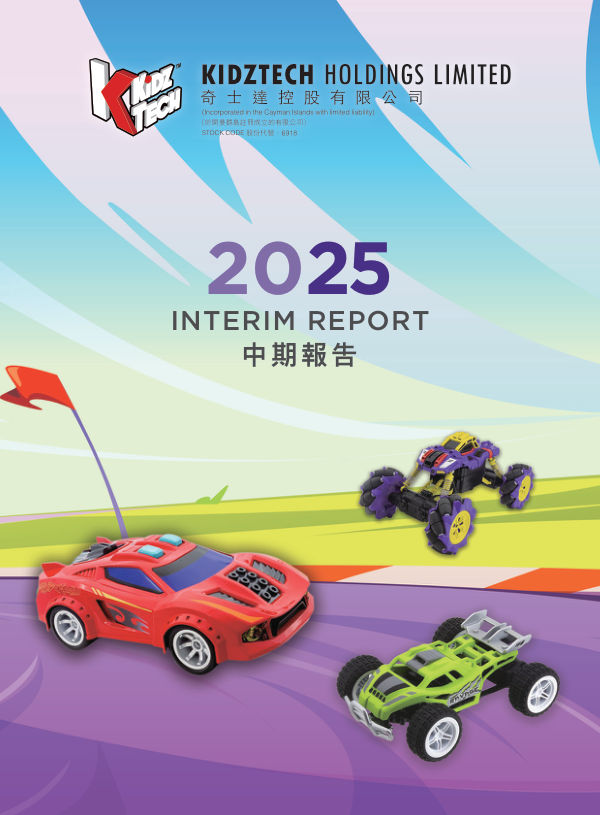 KiDZ
TECH
TM
KIDZTECH HOLDINGS LIMITED
奇士達控股有限公司
(Incorporated in the Cayman Islands with limited liability)
(於開曼群島註冊成立的有限公司)
STOCK CODE 股份代號：6918
2025
INTERIM REPORT
中期報告